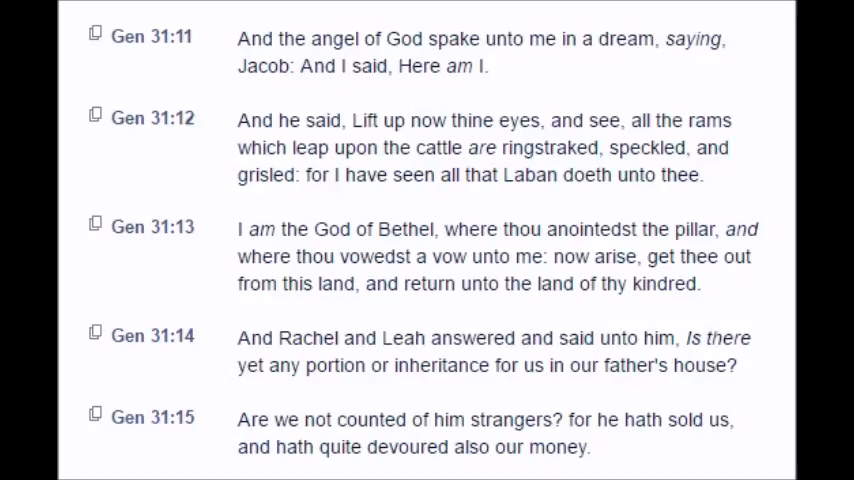 Gen 31:11 And the angel of God spake unto me in a dream, saying,
Jacob: And I said, Here am I.
Gen 31:12 And he said, Lift up now thine eyes, and see, all the rams
which leap upon the cattle are ringstraked, speckled, and
grisled: for I have seen all that Laban doeth unto thee.
Gen 31:13 I am the God of Bethel, where thou anointedst the pillar, and
where thou vowedst a vow unto me: now arise, get thee out
from this land, and return unto the land of thy kindred.
Gen 31:14 And Rachel and Leah answered and said unto him, Is there
yet any portion or inheritance for us in our father's house?
Gen 31:15 Are we not counted of him strangers? for he hath sold us,
and hath quite devoured also our money.